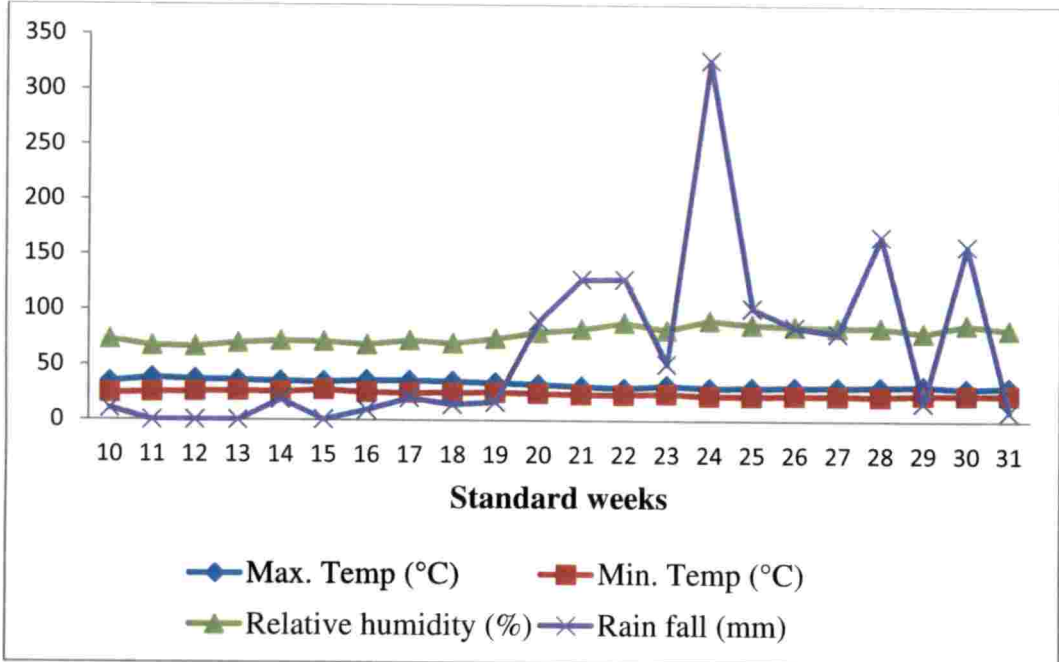 350
300
250
200
150
100
50
0
10 11 12 13 14 15 16 17 18 19 20 21 22 23 24 25 26 27 28 29 30 31
Standard weeks
Max. Temp (°C) Min. Temp (°C)
Relative humidity (%) Rain fall (mm)